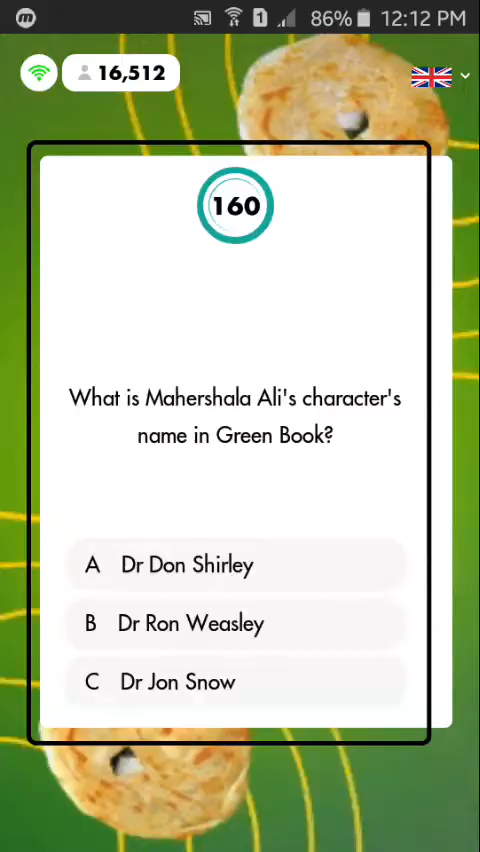 86% 12:12 PM
16,512
160
What is Mahershala Ali's character's
name in Green Book?
A Dr Don Shirley
B Dr Ron Weasley
C Dr Jon Snow